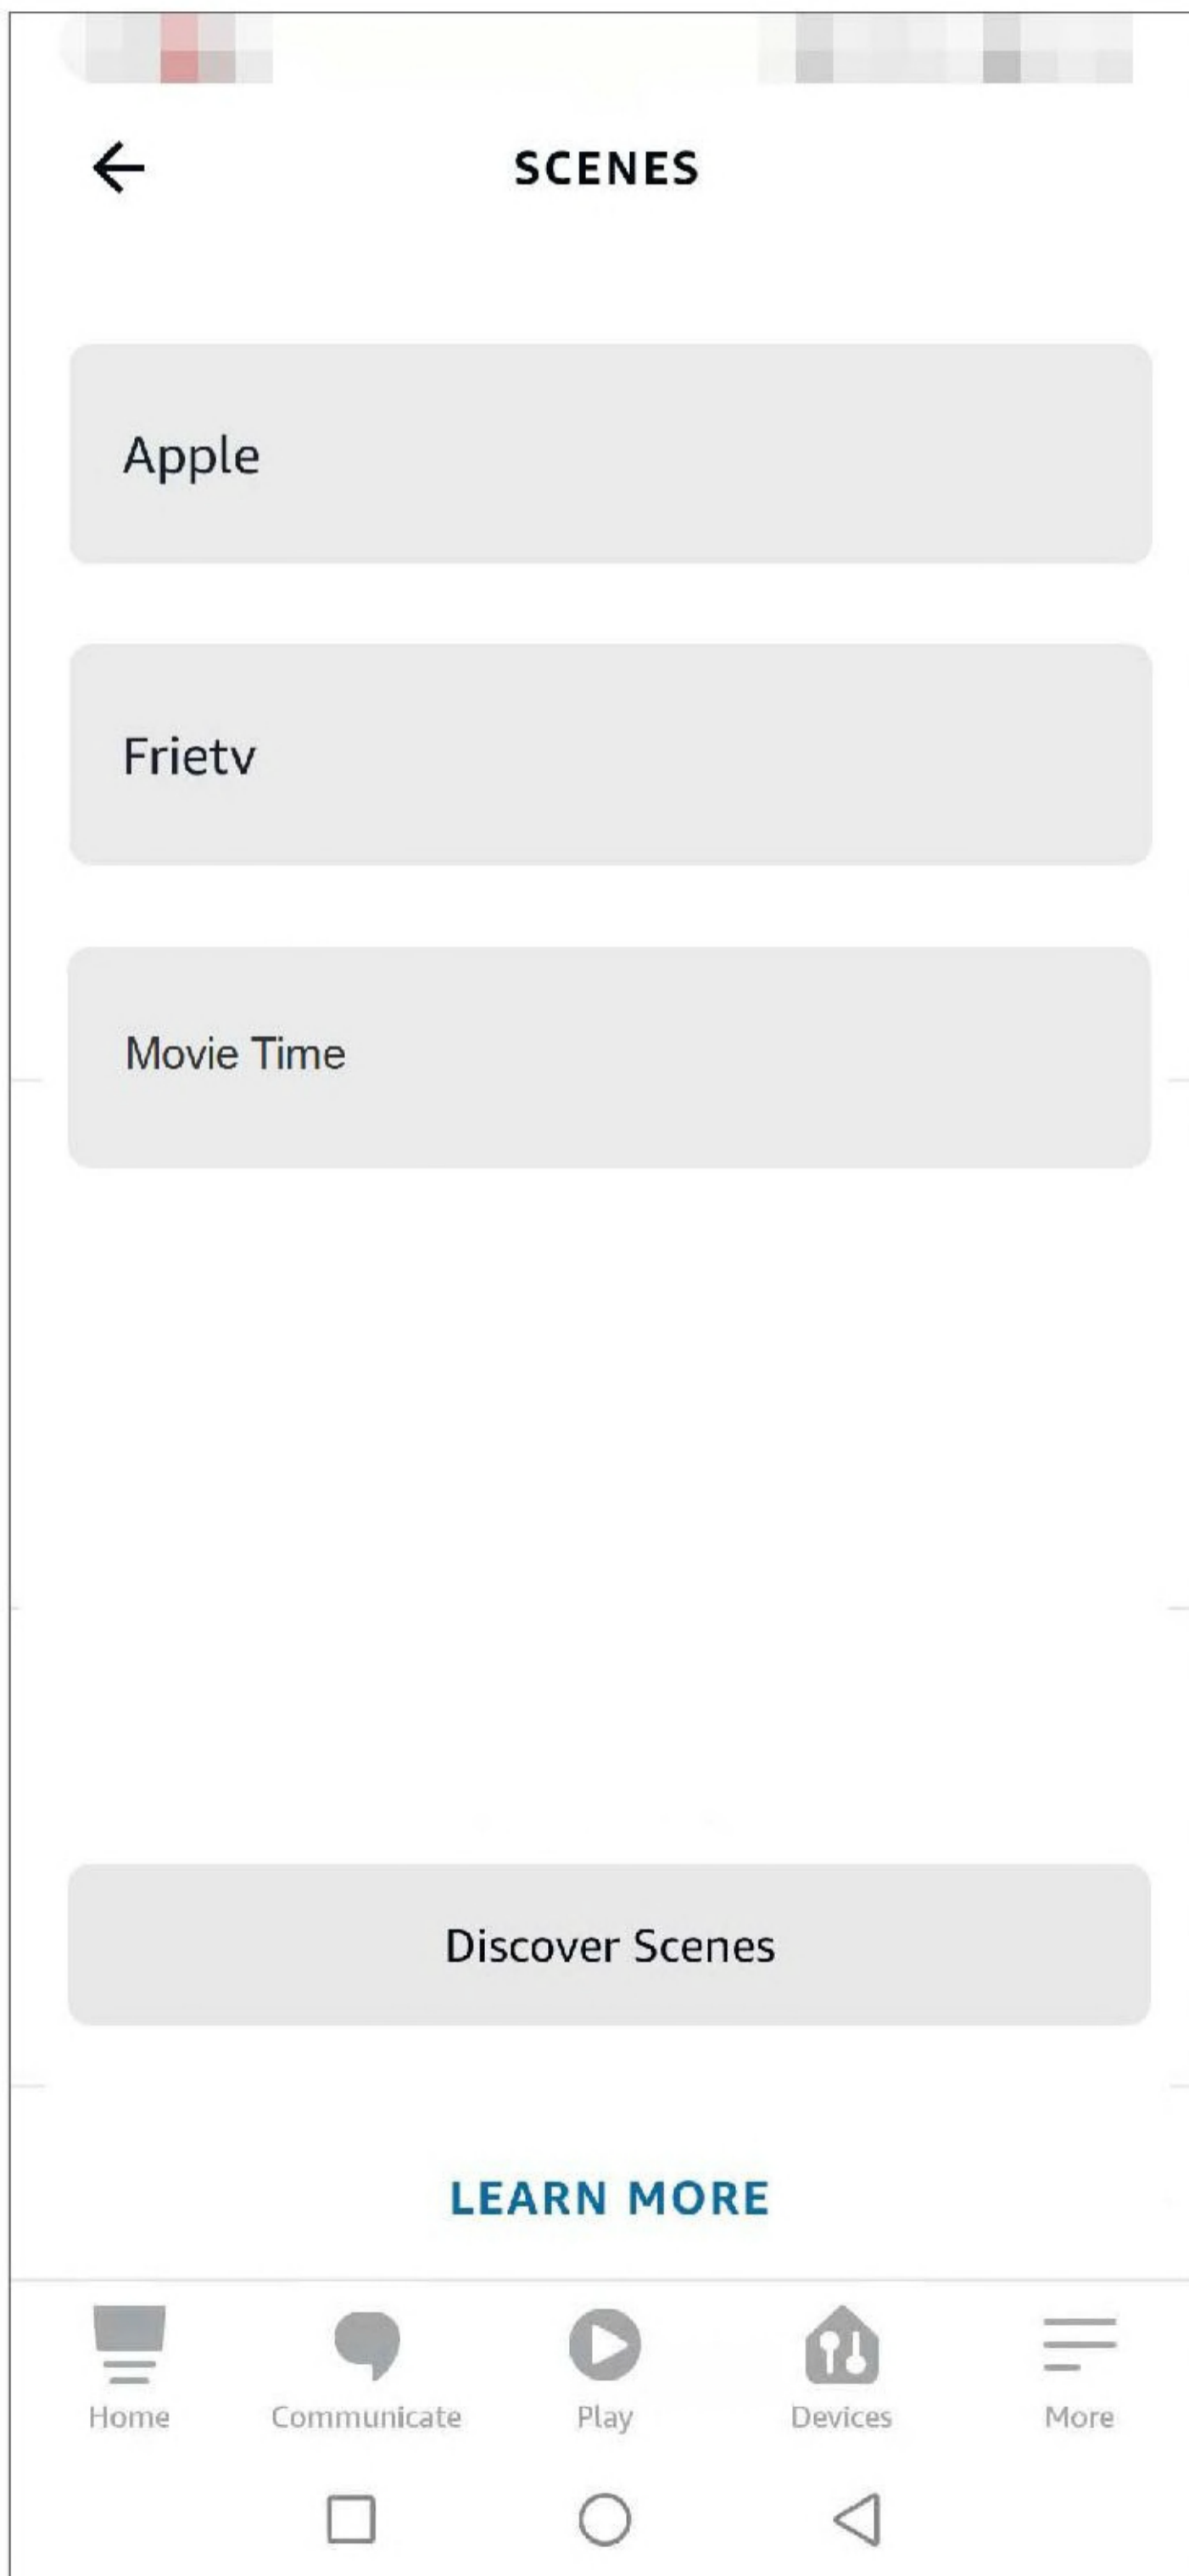 SCENES
Apple
Frietv
Movie Time
Discover Scenes
LEARN MORE
Home Communicate Play Devices More